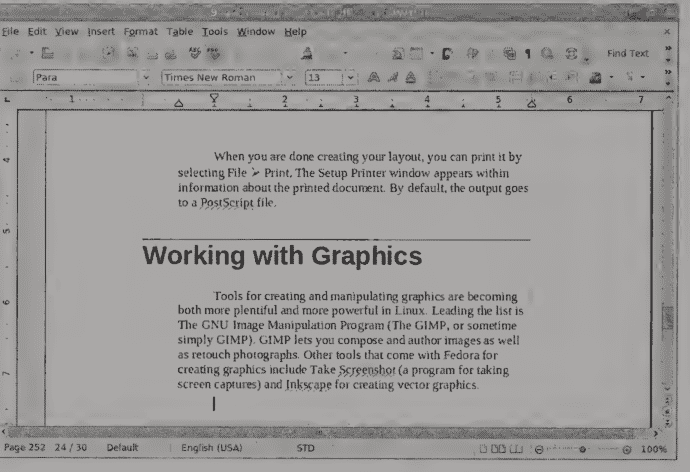 File Edit View Insert Format Table Tools Window Help ×
Find Text
Para Times New Roman 13
1 2 3 4 5 6 7
When you are done creating your layout, you can print it by
selecting File ➢ Print. The Setup Printer window appears within
information about the printed document. By default, the output goes
to a PostScript file.
Working with Graphics
Tools for creating and manipulating graphics are becoming
both more plentiful and more powerful in Linux. Leading the list is
The GNU Image Manipulation Program (The GIMP, or sometime
simply GIMP). GIMP lets you compose and author images as well
as retouch photographs. Other tools that come with Fedora for
creating graphics include Take Screenshot (a program for taking
screen captures) and Inkscape for creating vector graphics.
4
5
6
7
Page 252 24 / 30 Default English (USA) STD 100%